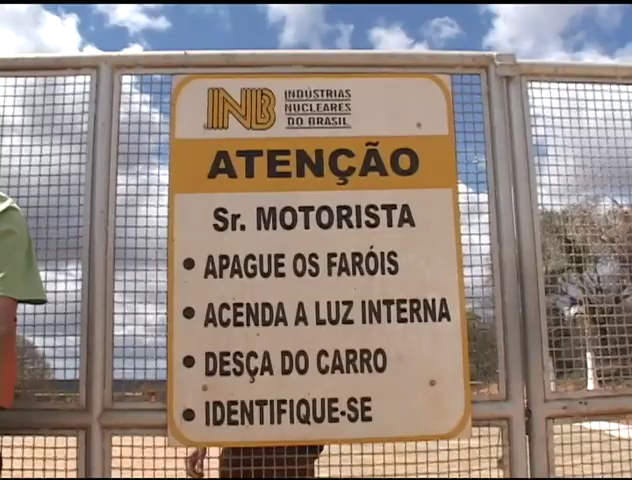 INB
INDÚSTRIAS
NUCLEARES
DO BRASIL
ATENÇÃO
Sr. MOTORISTA
• APAGUE OS FARÓIS
• ACENDA A LUZ INTERNA
• DESÇA DO CARRO
• IDENTIFIQUE-SE